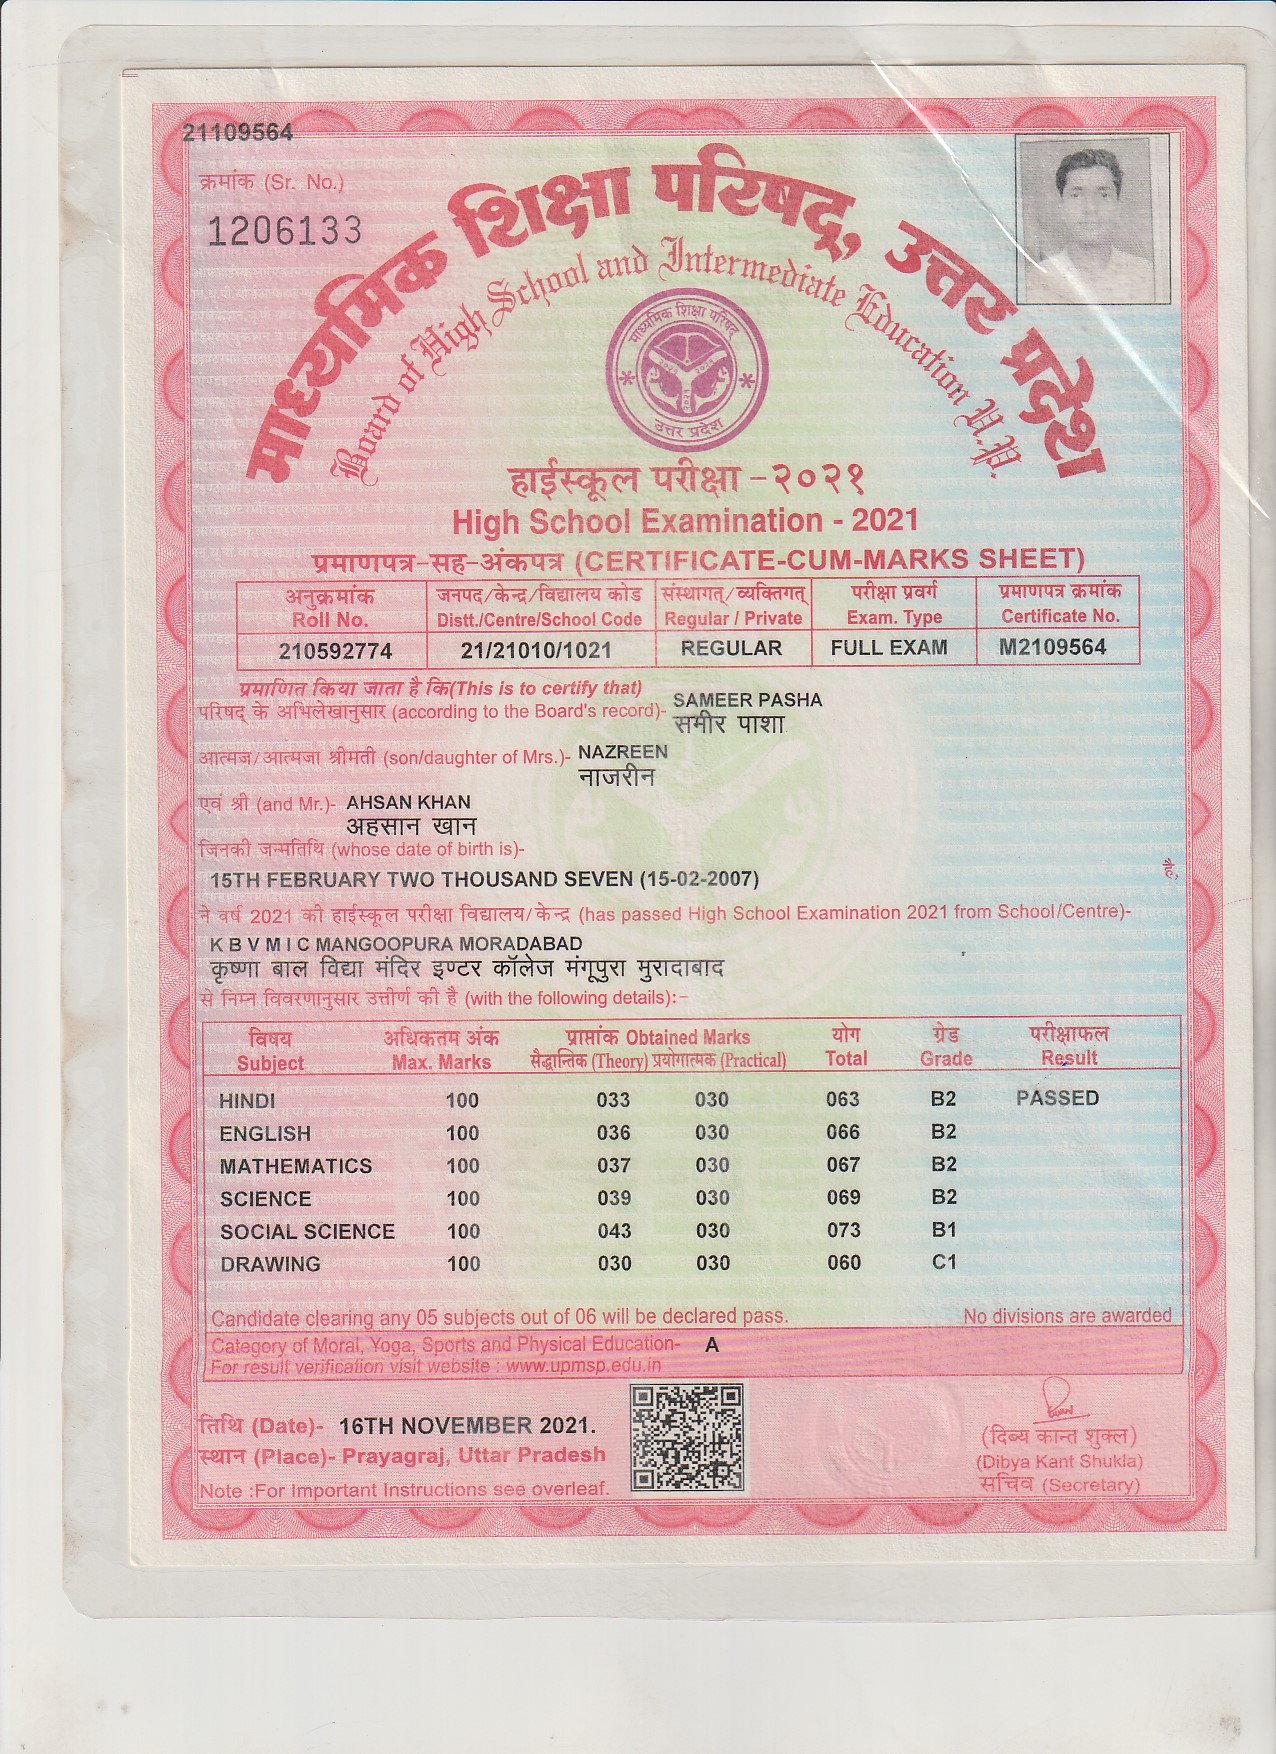 21109564
क्रमांक (Sr. No.)
1206133
माध्यमिक शिक्षा परिषद्, उत्तर प्रदेश
Board of High School and Intermediate Education U.P.
माध्यमिक शिक्षा परिषद्
उत्तर प्रदेश
हाईस्कूल परीक्षा -२०२१
High School Examination - 2021
प्रमाणपत्र-सह-अंकपत्र (CERTIFICATE-CUM-MARKS SHEET)
अनुक्रमांक जनपद/केन्द्र/विद्यालय कोड संस्थागत्/व्यक्तिगत् परीक्षा प्रवर्ग प्रमाणपत्र क्रमांक
Roll No. Distt./Centre/School Code Regular / Private Exam. Type Certificate No.
210592774 21/21010/1021 REGULAR FULL EXAM M2109564
प्रमाणित किया जाता है कि(This is to certify that)
परिषद् के अभिलेखानुसार (according to the Board's record)- SAMEER PASHA
समीर पाशा
आत्मज/आत्मजा श्रीमती (son/daughter of Mrs.)- NAZREEN
नाजरीन
एवं श्री (and Mr.)- AHSAN KHAN
अहसान खान
जिनकी जन्मतिथि (whose date of birth is)-
15TH FEBRUARY TWO THOUSAND SEVEN (15-02-2007) है,
ने वर्ष 2021 की हाईस्कूल परीक्षा विद्यालय/केन्द्र (has passed High School Examination 2021 from School/Centre)-
K B V M I C MANGOOPURA MORADABAD
कृष्णा बाल विद्या मंदिर इण्टर कॉलेज मंगूपुरा मुरादाबाद
से निम्न विवरणानुसार उत्तीर्ण की है (with the following details):-
विषय अधिकतम अंक प्राप्तांक Obtained Marks योग ग्रेड परीक्षाफल
Subject Max. Marks सैद्धान्तिक (Theory) प्रयोगात्मक (Practical) Total Grade Result
HINDI 100 033 030 063 B2 PASSED
ENGLISH 100 036 030 066 B2
MATHEMATICS 100 037 030 067 B2
SCIENCE 100 039 030 069 B2
SOCIAL SCIENCE 100 043 030 073 B1
DRAWING 100 030 030 060 C1
Candidate clearing any 05 subjects out of 06 will be declared pass. No divisions are awarded
Category of Moral, Yoga, Sports and Physical Education- A
For result verification visit website : www.upmsp.edu.in
तिथि (Date)- 16TH NOVEMBER 2021.
स्थान (Place)- Prayagraj, Uttar Pradesh
Note :For Important Instructions see overleaf.
(दिब्य कान्त शुक्ल)
(Dibya Kant Shukla)
सचिव (Secretary)